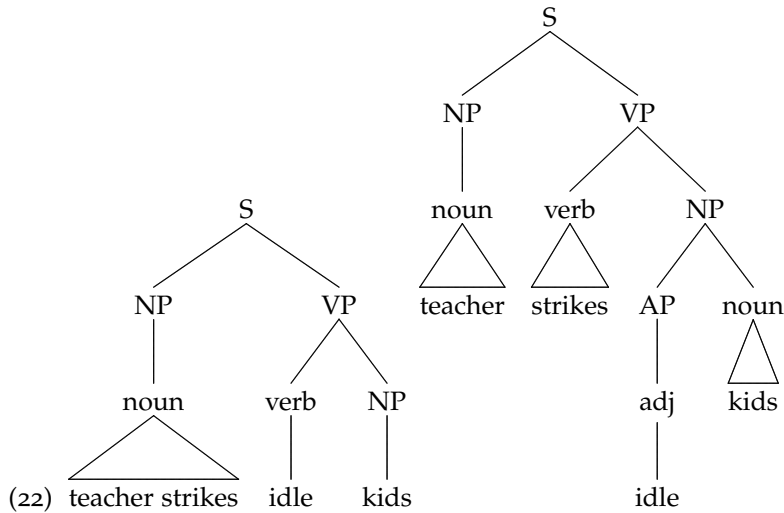 S
NP VP
noun verb NP
S
teacher strikes AP noun
NP VP
noun verb NP adj kids
(22) teacher strikes idle kids idle